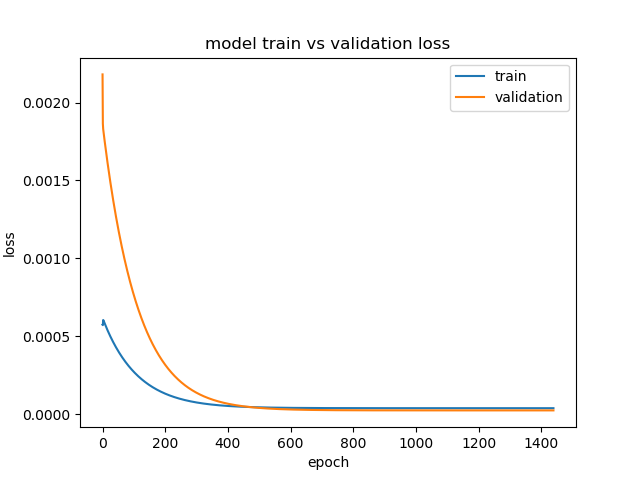 model train vs validation loss
train
validation
0.0020
0.0015
0.0010
0.0005
0.0000
loss
0 200 400 600 800 1000 1200 1400
epoch